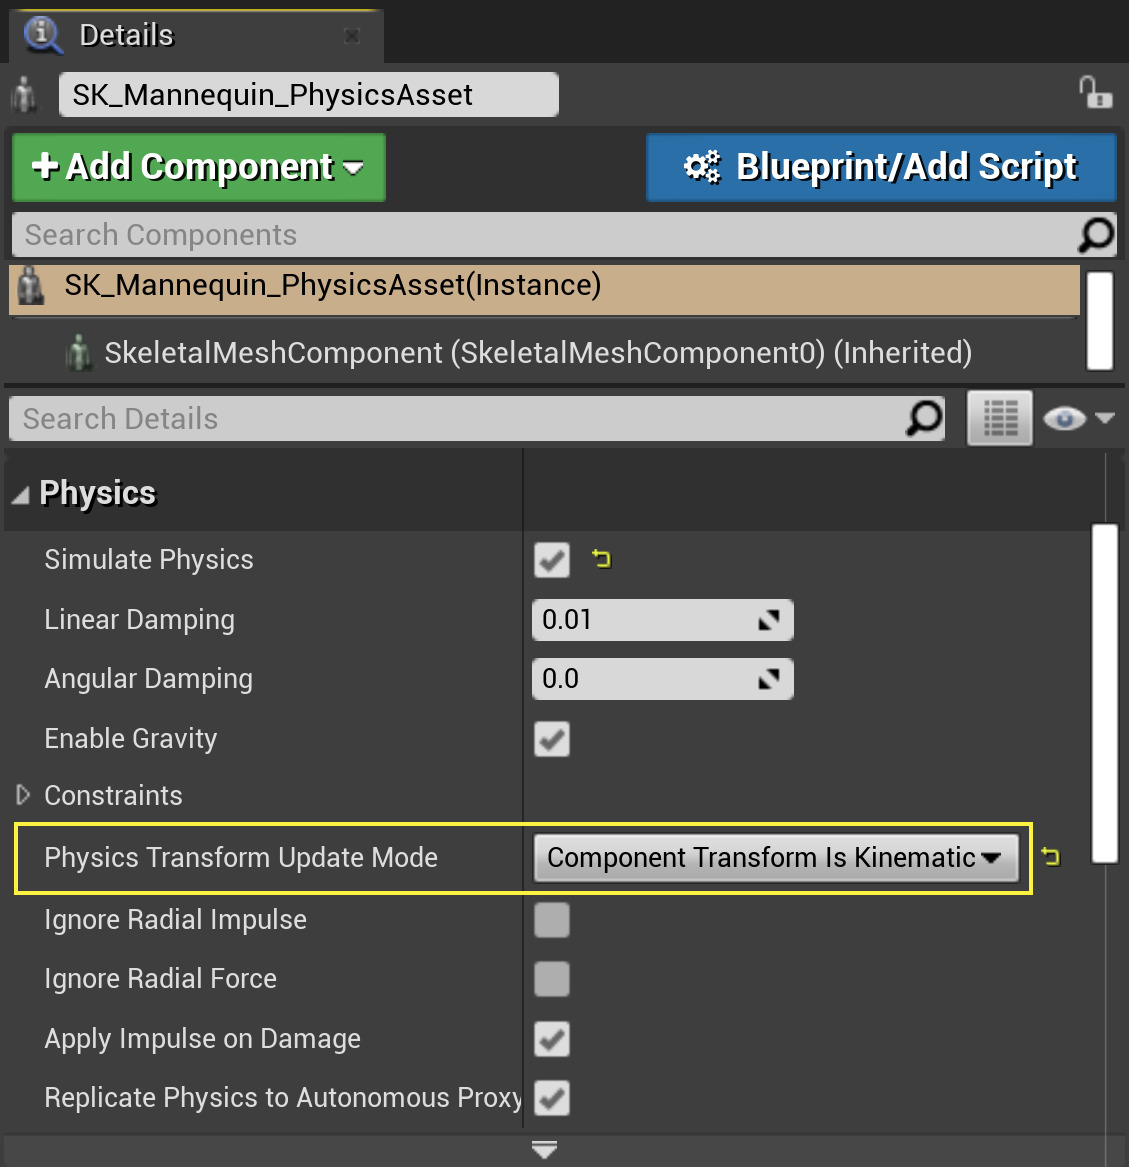 Details
SK_Mannequin_PhysicsAsset
Add Component
Blueprint/Add Script
Search Components
SK_Mannequin_PhysicsAsset(Instance)
SkeletalMeshComponent (SkeletalMeshComponent0) (Inherited)
Search Details
Physics
Simulate Physics
Linear Damping 0.01
Angular Damping 0.0
Enable Gravity
Constraints
Physics Transform Update Mode Component Transform Is Kinematic
Ignore Radial Impulse
Ignore Radial Force
Apply Impulse on Damage
Replicate Physics to Autonomous Proxy